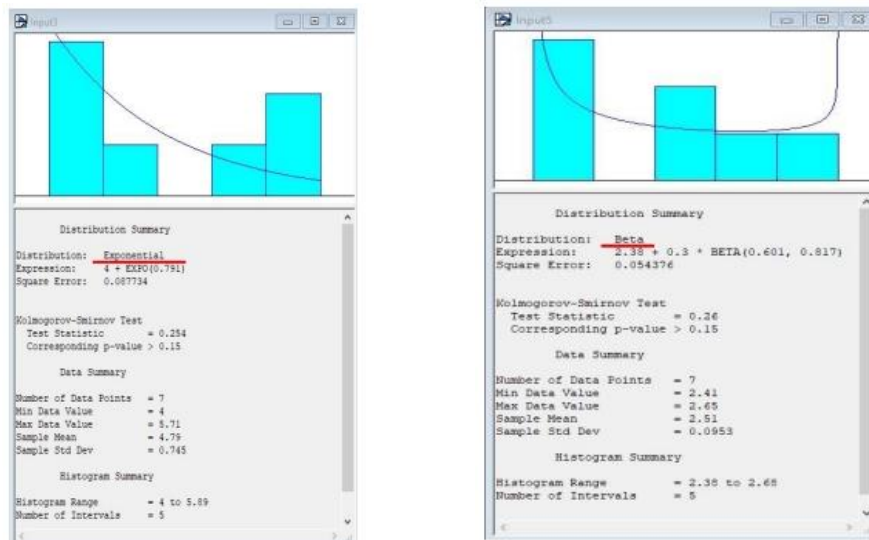 Input3
Distribution Summary
Distribution: Exponential
Expression: 4 + EXPO(0.791)
Square Error: 0.087734
Kolmogorov-Smirnov Test
Test Statistic = 0.254
Corresponding p-value > 0.15
Data Summary
Number of Data Points = 7
Min Data Value = 4
Max Data Value = 5.71
Sample Mean = 4.79
Sample Std Dev = 0.745
Histogram Summary
Histogram Range = 4 to 5.89
Number of Intervals = 5
Input5
Distribution Summary
Distribution: Beta
Expression: 2.38 + 0.3 * BETA(0.601, 0.817)
Square Error: 0.054376
Kolmogorov-Smirnov Test
Test Statistic = 0.26
Corresponding p-value > 0.15
Data Summary
Number of Data Points = 7
Min Data Value = 2.41
Max Data Value = 2.65
Sample Mean = 2.51
Sample Std Dev = 0.0953
Histogram Summary
Histogram Range = 2.38 to 2.68
Number of Intervals = 5